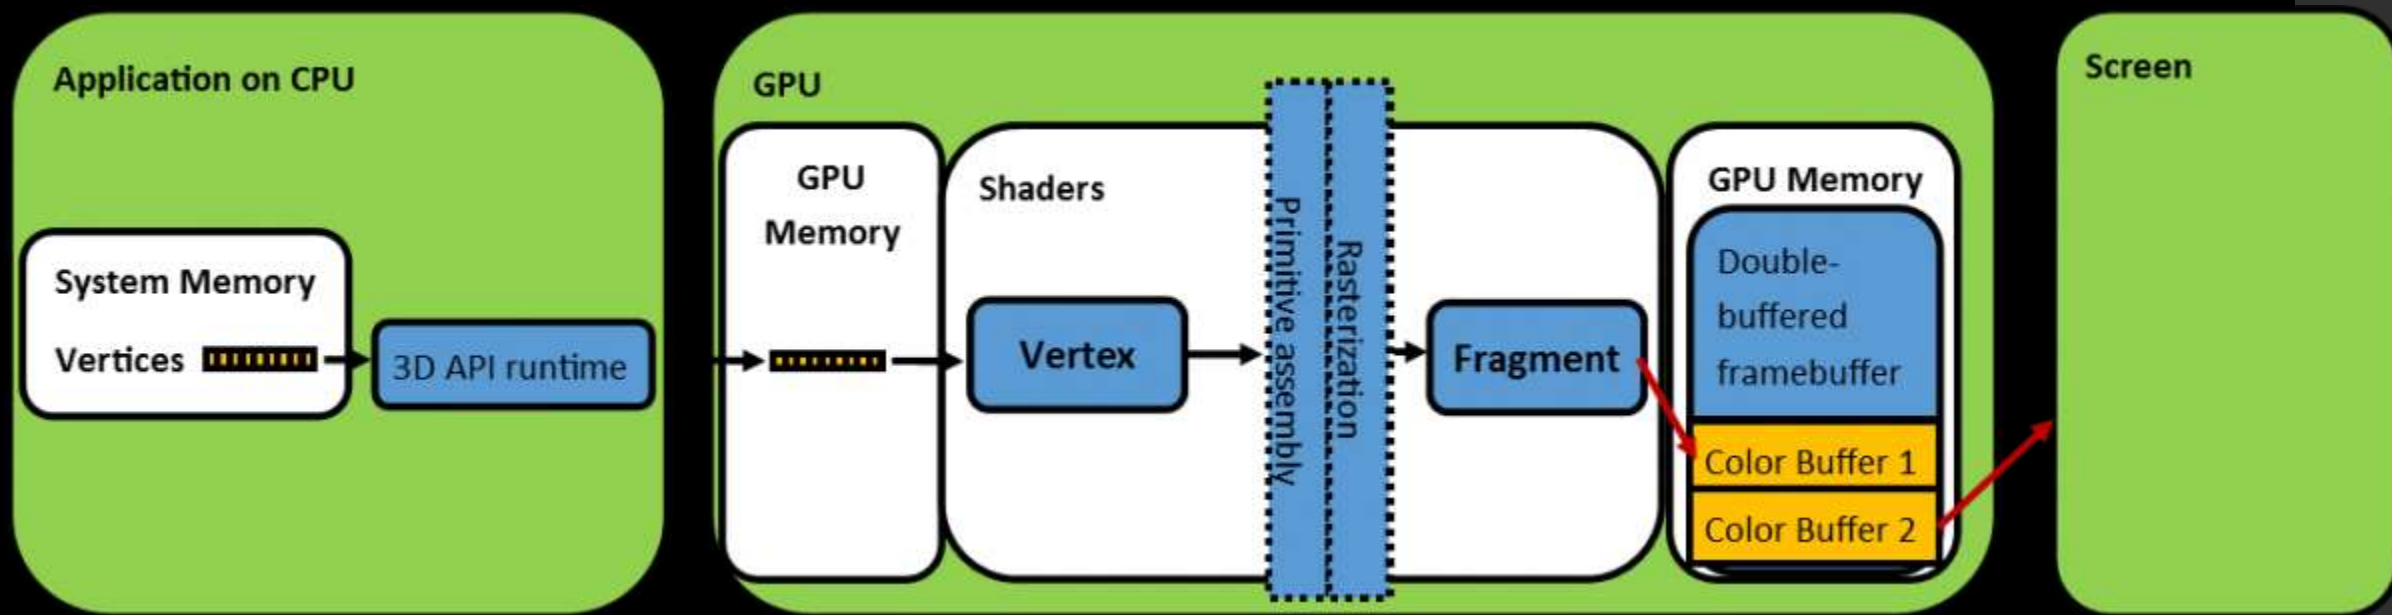 Application on CPU
System Memory
Vertices
3D API runtime
GPU
GPU
Memory
Shaders
Vertex
Primitive assembly
Rasterization
Fragment
GPU Memory
Double-
buffered
framebuffer
Color Buffer 1
Color Buffer 2
Screen